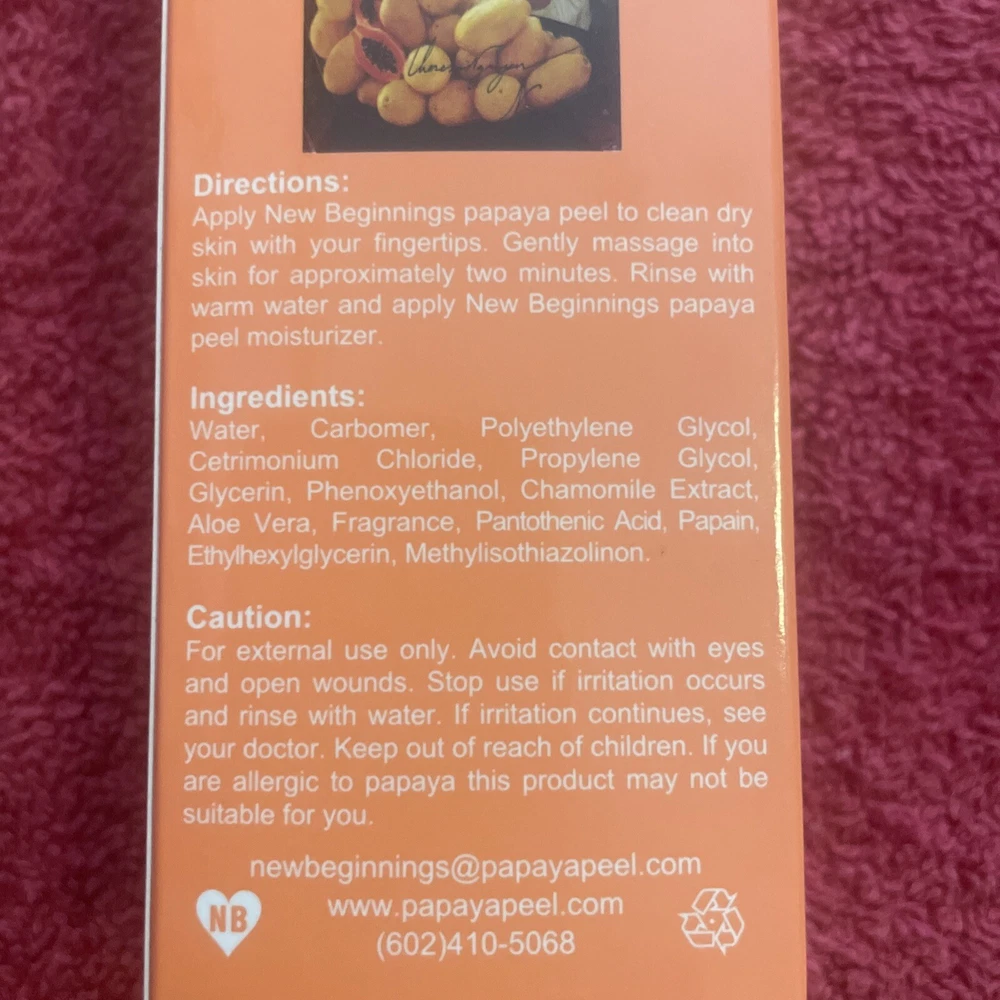 Directions:
Apply New Beginnings papaya peel to clean dry
skin with your fingertips. Gently massage into
skin for approximately two minutes. Rinse with
warm water and apply New Beginnings papaya
peel moisturizer.
Ingredients:
Water, Carbomer, Polyethylene Glycol,
Cetrimonium Chloride, Propylene Glycol,
Glycerin, Phenoxyethanol, Chamomile Extract,
Aloe Vera, Fragrance, Pantothenic Acid, Papain,
Ethylhexylglycerin, Methylisothiazolinon.
Caution:
For external use only. Avoid contact with eyes
and open wounds. Stop use if irritation occurs
and rinse with water. If irritation continues, see
your doctor. Keep out of reach of children. If you
are allergic to papaya this product may not be
suitable for you.
newbeginnings@papayapeel.com
NB
www.papayapeel.com
(602)410-5068